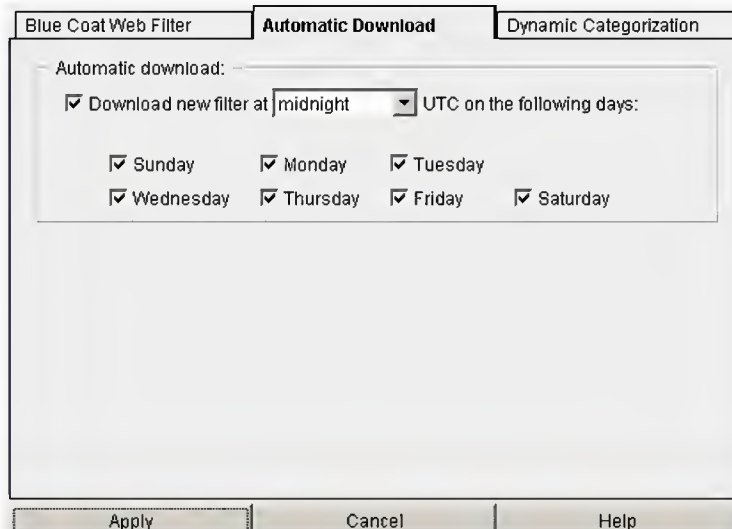 Blue Coat Web Filter Automatic Download Dynamic Categorization
Automatic download:
Download new filter at midnight UTC on the following days:
Sunday Monday Tuesday
Wednesday Thursday Friday Saturday
Apply Cancel Help